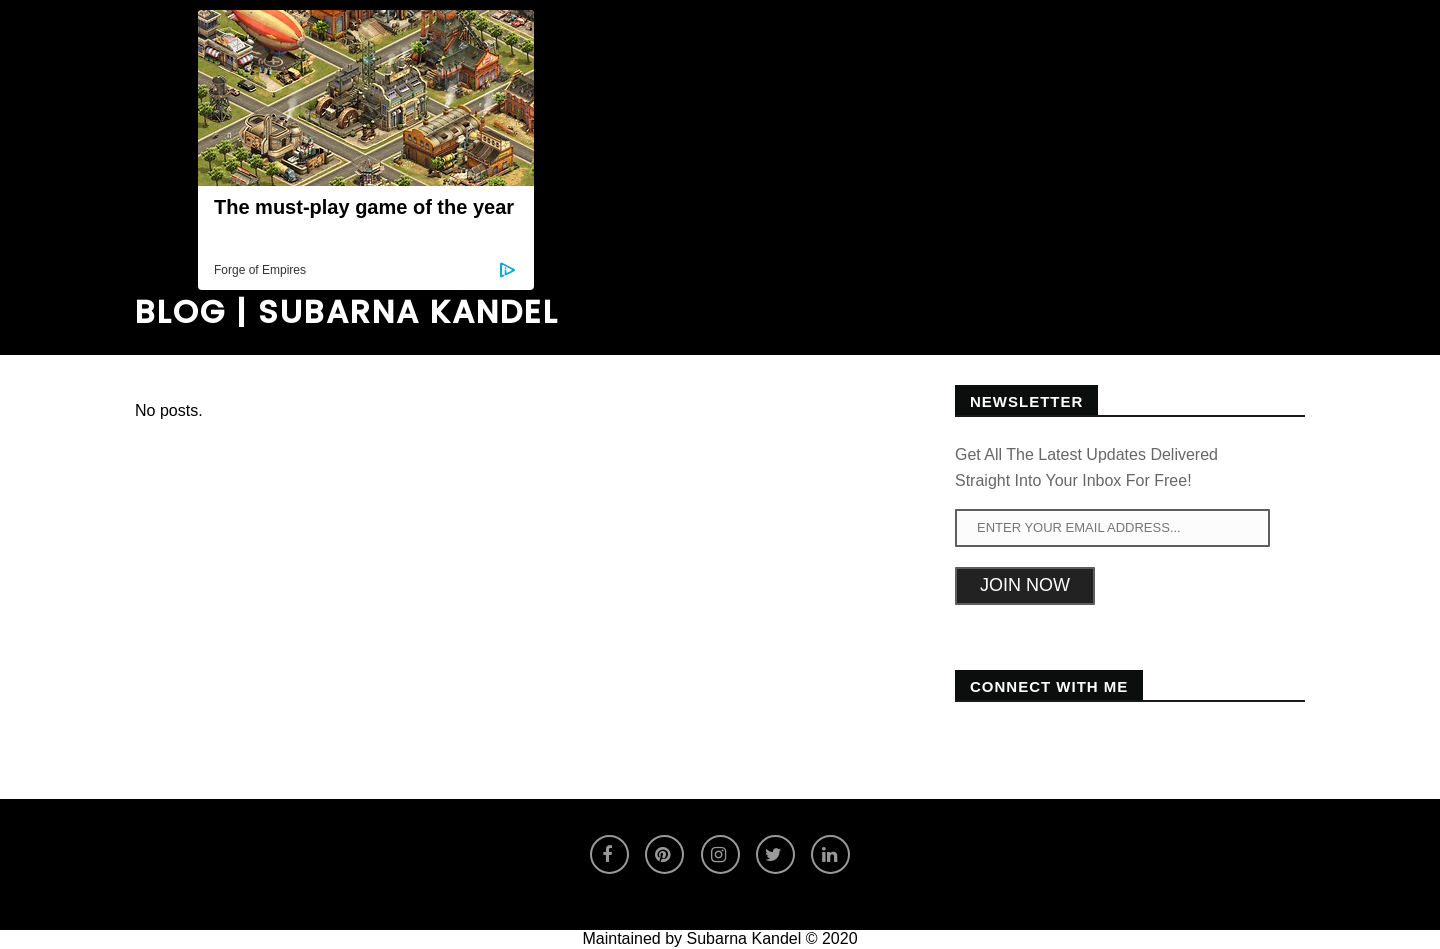 The must-play game of the year
Forge of Empires
BLOG | SUBARNA KANDEL
No posts.
NEWSLETTER
Get All The Latest Updates Delivered
Straight Into Your Inbox For Free!
ENTER YOUR EMAIL ADDRESS...
JOIN NOW
CONNECT WITH ME
Maintained by Subarna Kandel © 2020